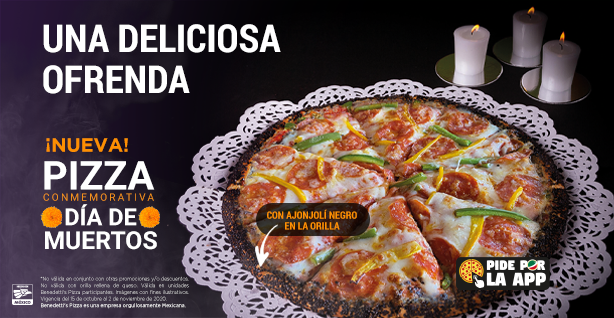 UNA DELICIOSA
OFRENDA
¡NUEVA!
PIZZA
CONMEMORATIVA
DÍA DE
MUERTOS
CON AJONJOLÍ NEGRO
EN LA ORILLA
PIDE POR
LA APP
*No válida en conjunto con otras promociones y/o descuentos.
No válida con orilla rellena de queso. Válida en unidades
Benedetti's Pizza participantes. Imágenes con fines ilustrativos.
Vigencia del 15 de octubre al 2 de noviembre de 2020.
Benedetti's Pizza es una empresa orgullosamente Mexicana.
MÉXICO